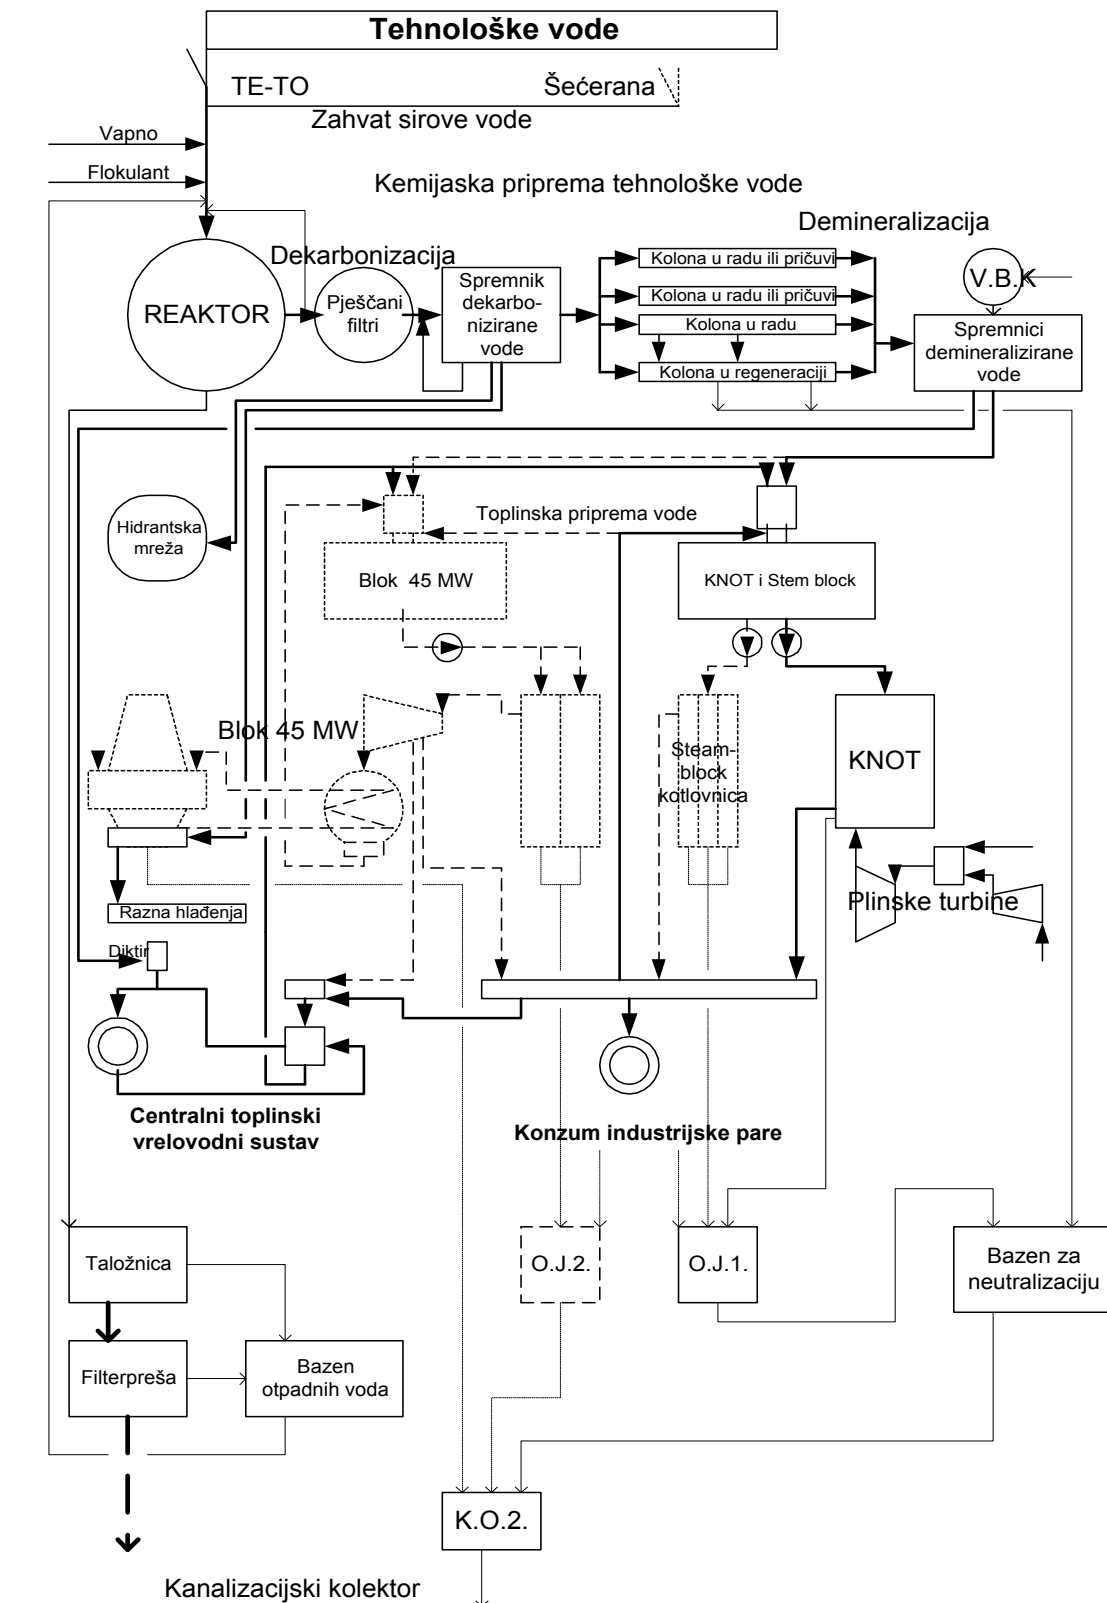 Tehnološke vode
TE-TO
Šećerana
Zahvat sirove vode
Vapno
Flokulant
Kemijaska priprema tehnološke vode
Demineralizacija
Dekarbonizacija
REAKTOR
Pješčani
filtri
Spremnik
dekarbo-
nizirane
vode
Kolona u radu ili pričuvi
Kolona u radu ili pričuvi
Kolona u radu
Kolona u regeneraciji
V.B.K
Spremnici
demineralizirane
vode
Hidrantska
mreža
Toplinska priprema vode
Blok 45 MW
KNOT i Stem block
Blok 45 MW
Steam-
block
kotlovnica
KNOT
Plinske turbine
Razna hlađenja
Diktir
Centralni toplinski
vrelovodni sustav
Konzum industrijske pare
Taložnica
O.J.2.
O.J.1.
Bazen za
neutralizaciju
Filterpreša
Bazen
otpadnih voda
K.O.2.
Kanalizacijski kolektor